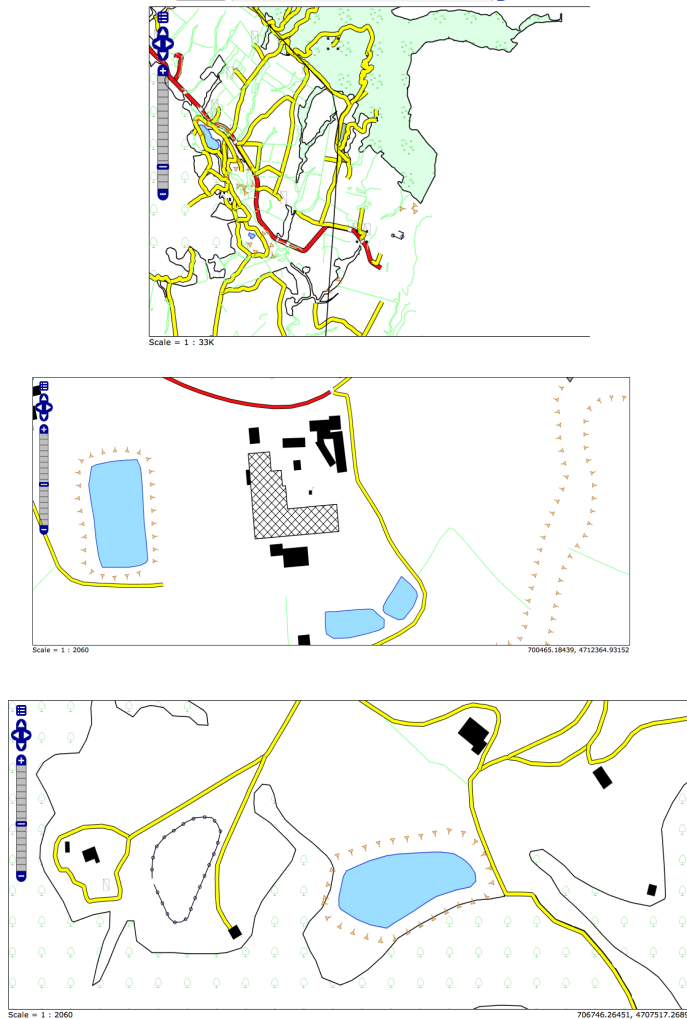 Scale = 1 : 33K
Scale = 1 : 2060
700465.18439, 4712364.93152
Scale = 1 : 2060
706746.26451, 4707517.2689